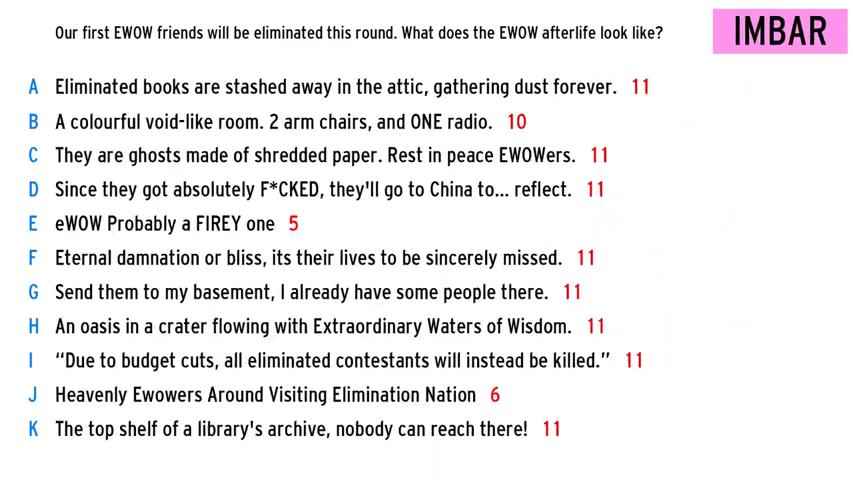 Our first EWOW friends will be eliminated this round. What does the EWOW afterlife look like?
IMBAR
A Eliminated books are stashed away in the attic, gathering dust forever. 11
B A colourful void-like room. 2 arm chairs, and ONE radio. 10
C They are ghosts made of shredded paper. Rest in peace EWOWers. 11
D Since they got absolutely F*CKED, they'll go to China to... reflect. 11
E eWOW Probably a FIREY one 5
F Eternal damnation or bliss, its their lives to be sincerely missed. 11
G Send them to my basement, I already have some people there. 11
H An oasis in a crater flowing with Extraordinary Waters of Wisdom. 11
I “Due to budget cuts, all eliminated contestants will instead be killed.” 11
J Heavenly Ewowers Around Visiting Elimination Nation 6
K The top shelf of a library's archive, nobody can reach there! 11